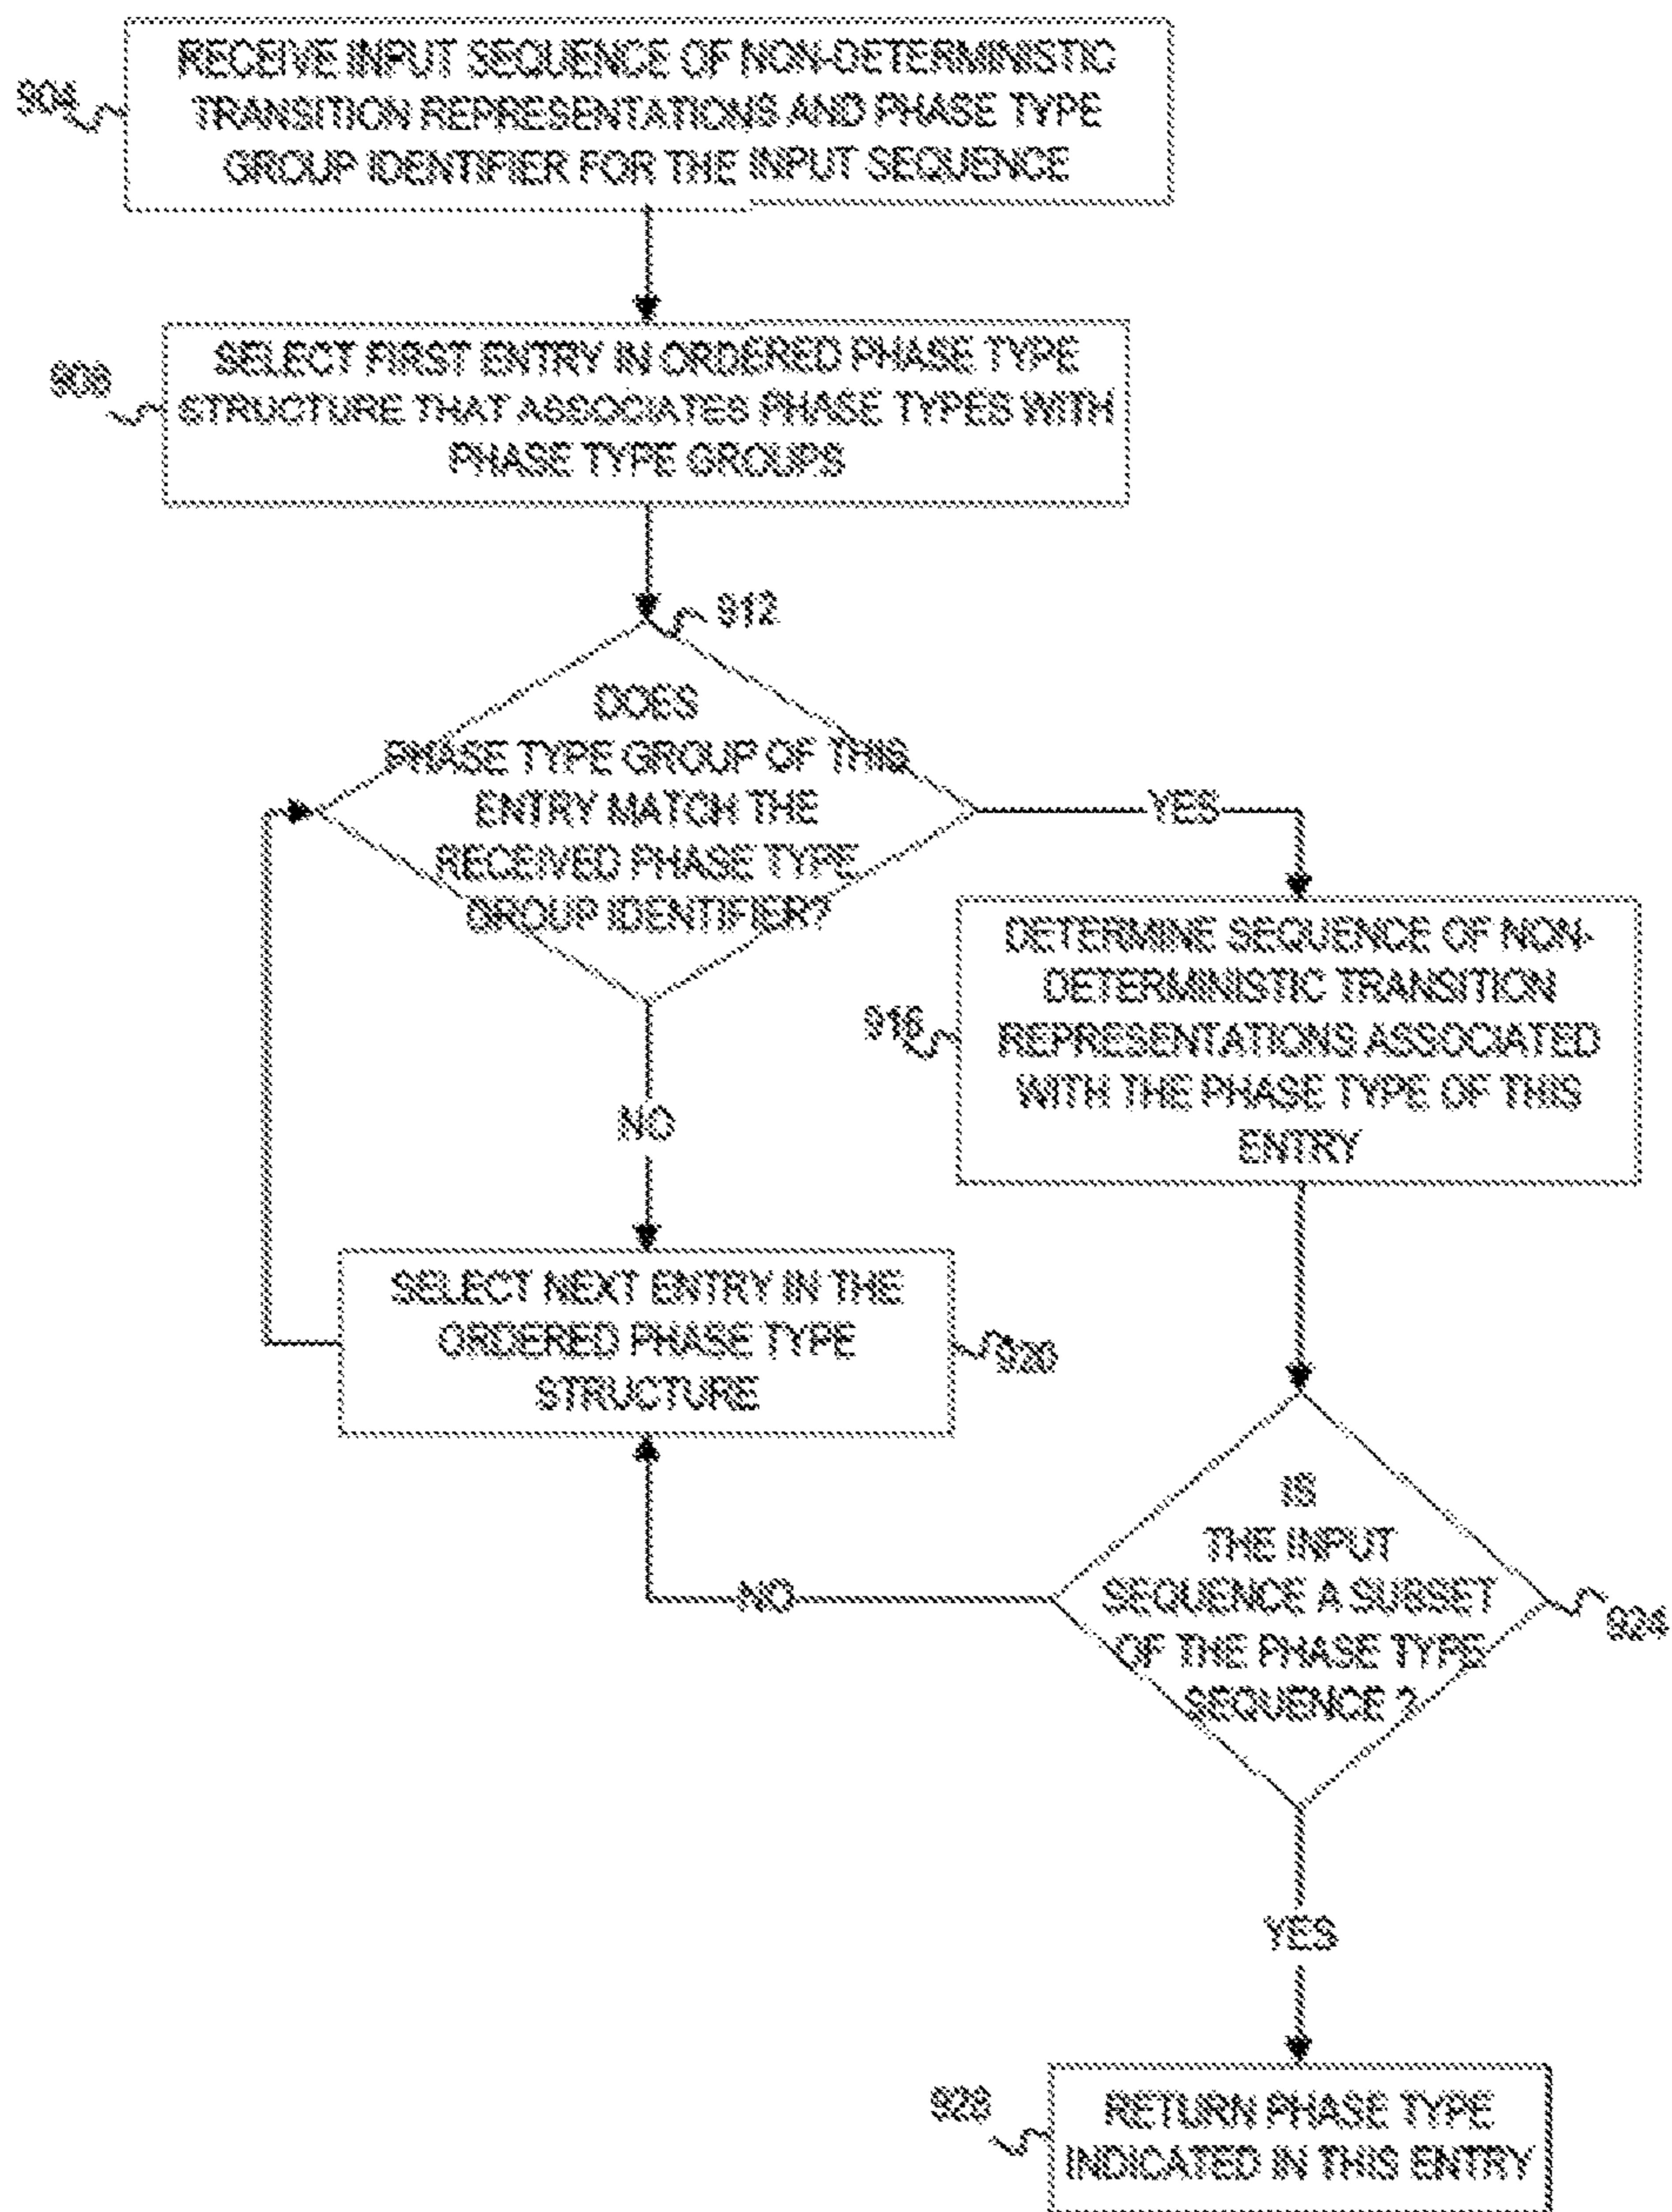 904
RECEIVE INPUT SEQUENCE OF NON-DETERMINISTIC
TRANSITION REPRESENTATIONS AND PHASE TYPE
GROUP IDENTIFIER FOR THE INPUT SEQUENCE
908
SELECT FIRST ENTRY IN ORDERED PHASE TYPE
STRUCTURE THAT ASSOCIATES PHASE TYPES WITH
PHASE TYPE GROUPS
912
DOES
PHASE TYPE GROUP OF THIS
ENTRY MATCH THE
RECEIVED PHASE TYPE
GROUP IDENTIFIER?
YES
NO
916
DETERMINE SEQUENCE OF NON-
DETERMINISTIC TRANSITION
REPRESENTATIONS ASSOCIATED
WITH THE PHASE TYPE OF THIS
ENTRY
SELECT NEXT ENTRY IN THE
ORDERED PHASE TYPE
STRUCTURE
920
IS
THE INPUT
SEQUENCE A SUBSET
OF THE PHASE TYPE
SEQUENCE ?
924
NO
YES
928
RETURN PHASE TYPE
INDICATED IN THIS ENTRY